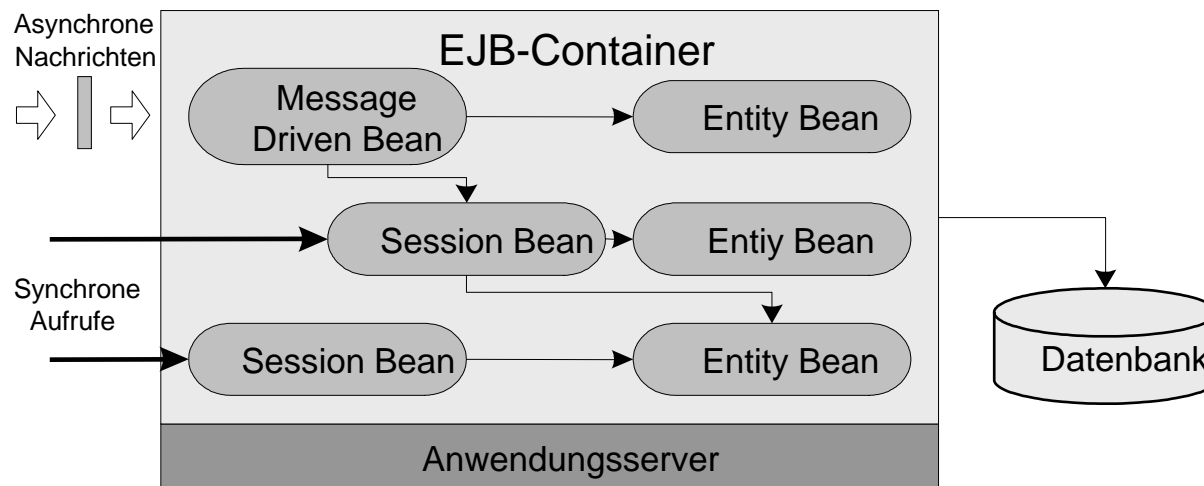 Asynchrone
Nachrichten
EJB-Container
Message
Driven Bean
Entity Bean
Session Bean
Entiy Bean
Synchrone
Aufrufe
Session Bean
Entity Bean
Datenbank
Anwendungsserver